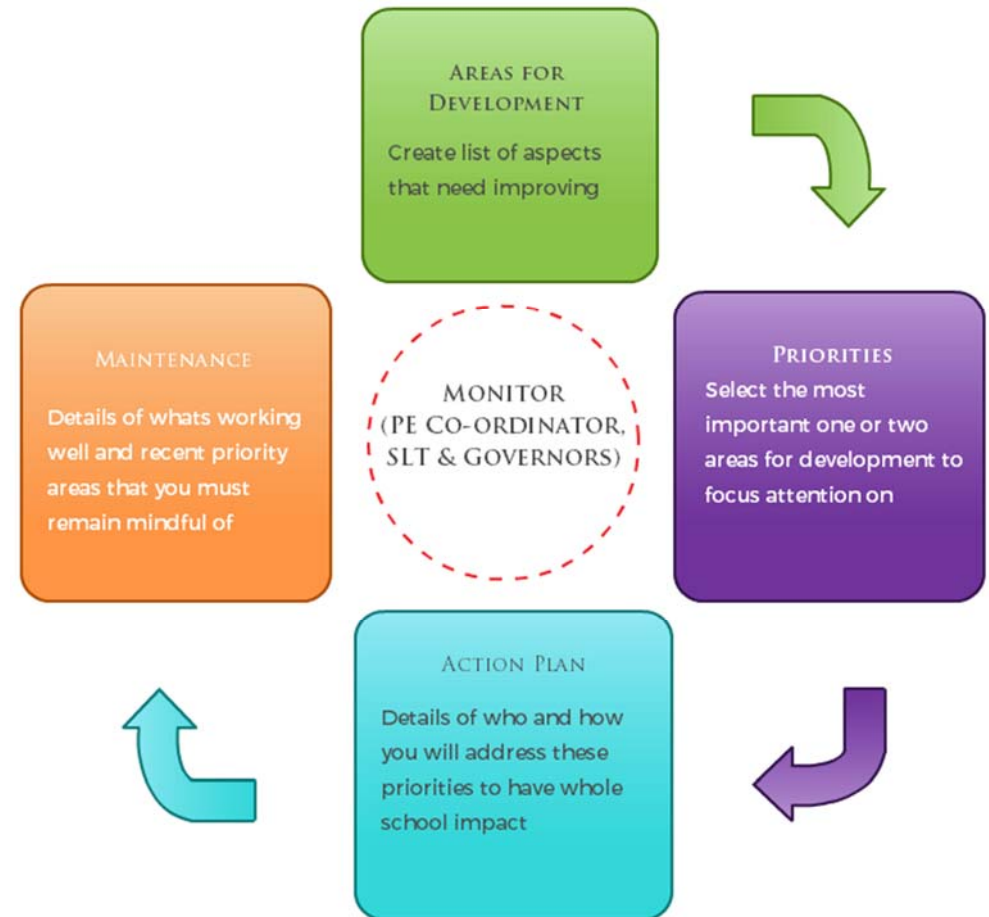 AREAS FOR
DEVELOPMENT
Create list of aspects
that need improving
PRIORITIES
Select the most
important one or two
areas for development to
focus attention on
ACTION PLAN
Details of who and how
you will address these
priorities to have whole
school impact
MAINTENANCE
Details of whats working
well and recent priority
areas that you must
remain mindful of
MONITOR
(PE CO-ORDINATOR,
SLT & GOVERNORS)